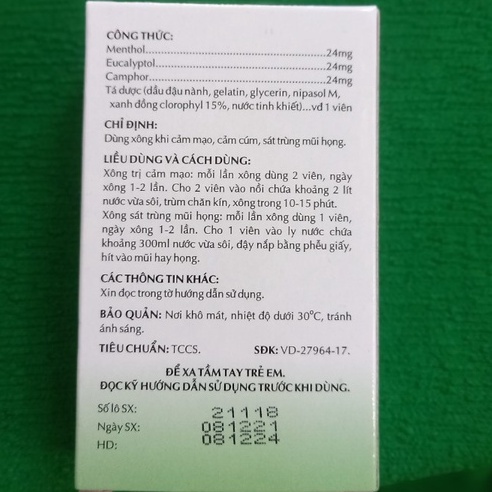 CÔNG THỨC:
Menthol..................................................24mg
Eucalyptol...............................................24mg
Camphor..................................................24mg
Tá dược (dầu đậu nành, gelatin, glycerin, nipasol M,
xanh đồng clorophyl 15%, nước tinh khiết)...vđ 1 viên
CHỈ ĐỊNH:
Dùng xông khi cảm mạo, cảm cúm, sát trùng mũi họng.
LIỀU DÙNG VÀ CÁCH DÙNG:
Xông trị cảm mạo: mỗi lần xông dùng 2 viên, ngày
xông 1-2 lần. Cho 2 viên vào nồi chứa khoảng 2 lít
nước vừa sôi, trùm chăn kín, xông trong 10-15 phút.
Xông sát trùng mũi họng: mỗi lần xông dùng 1 viên,
ngày xông 1-2 lần. Cho 1 viên vào ly nước chứa
khoảng 300ml nước vừa sôi, đậy nắp bằng phễu giấy,
hít vào mũi hay họng.
CÁC THÔNG TIN KHÁC:
Xin đọc trong tờ hướng dẫn sử dụng.
BẢO QUẢN: Nơi khô mát, nhiệt độ dưới 30°C, tránh
ánh sáng.
TIÊU CHUẨN: TCCS. SĐK: VD-27964-17.
ĐỂ XA TẦM TAY TRẺ EM.
ĐỌC KỸ HƯỚNG DẪN SỬ DỤNG TRƯỚC KHI DÙNG.
Số lô SX: 21118
Ngày SX: 081221
HD: 081224